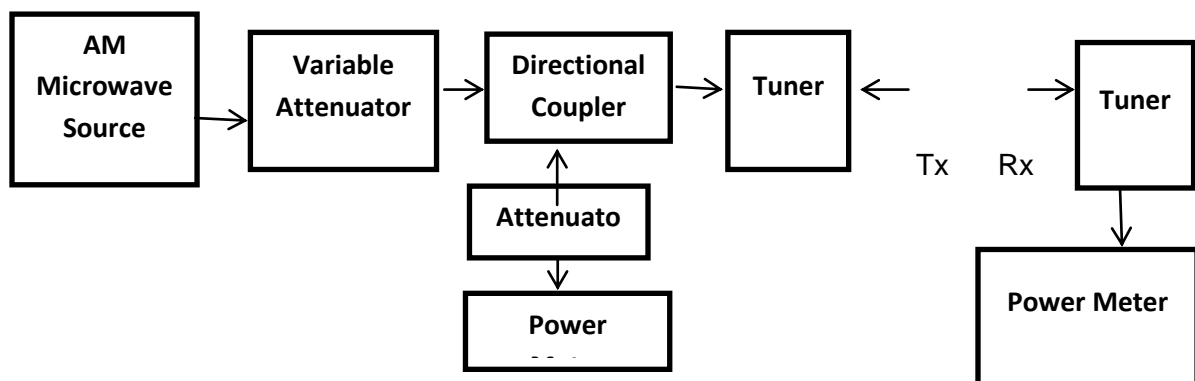 AM
Microwave
Source
Variable
Attenuator
Directional
Coupler
Tuner
Tuner
Tx Rx
Attenuato
Power
Power Meter